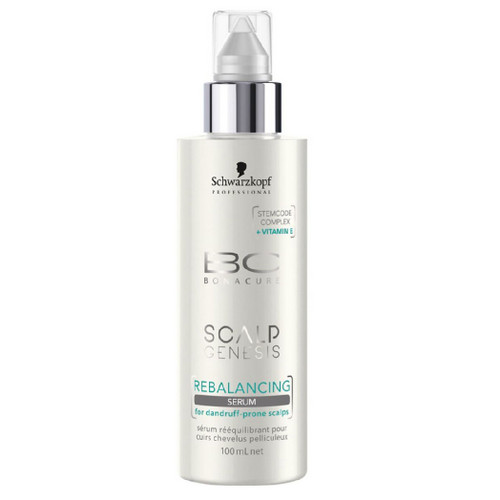 Schwarzkopf
PROFESSIONAL
STEMCODE
COMPLEX
+ VITAMIN E
BC
BONACURE
SCALP
GENESIS
REBALANCING
SERUM
for dandruff-prone scalps
sérum rééquilibrant pour
cuirs chevelus pelliculeux
100 mL net